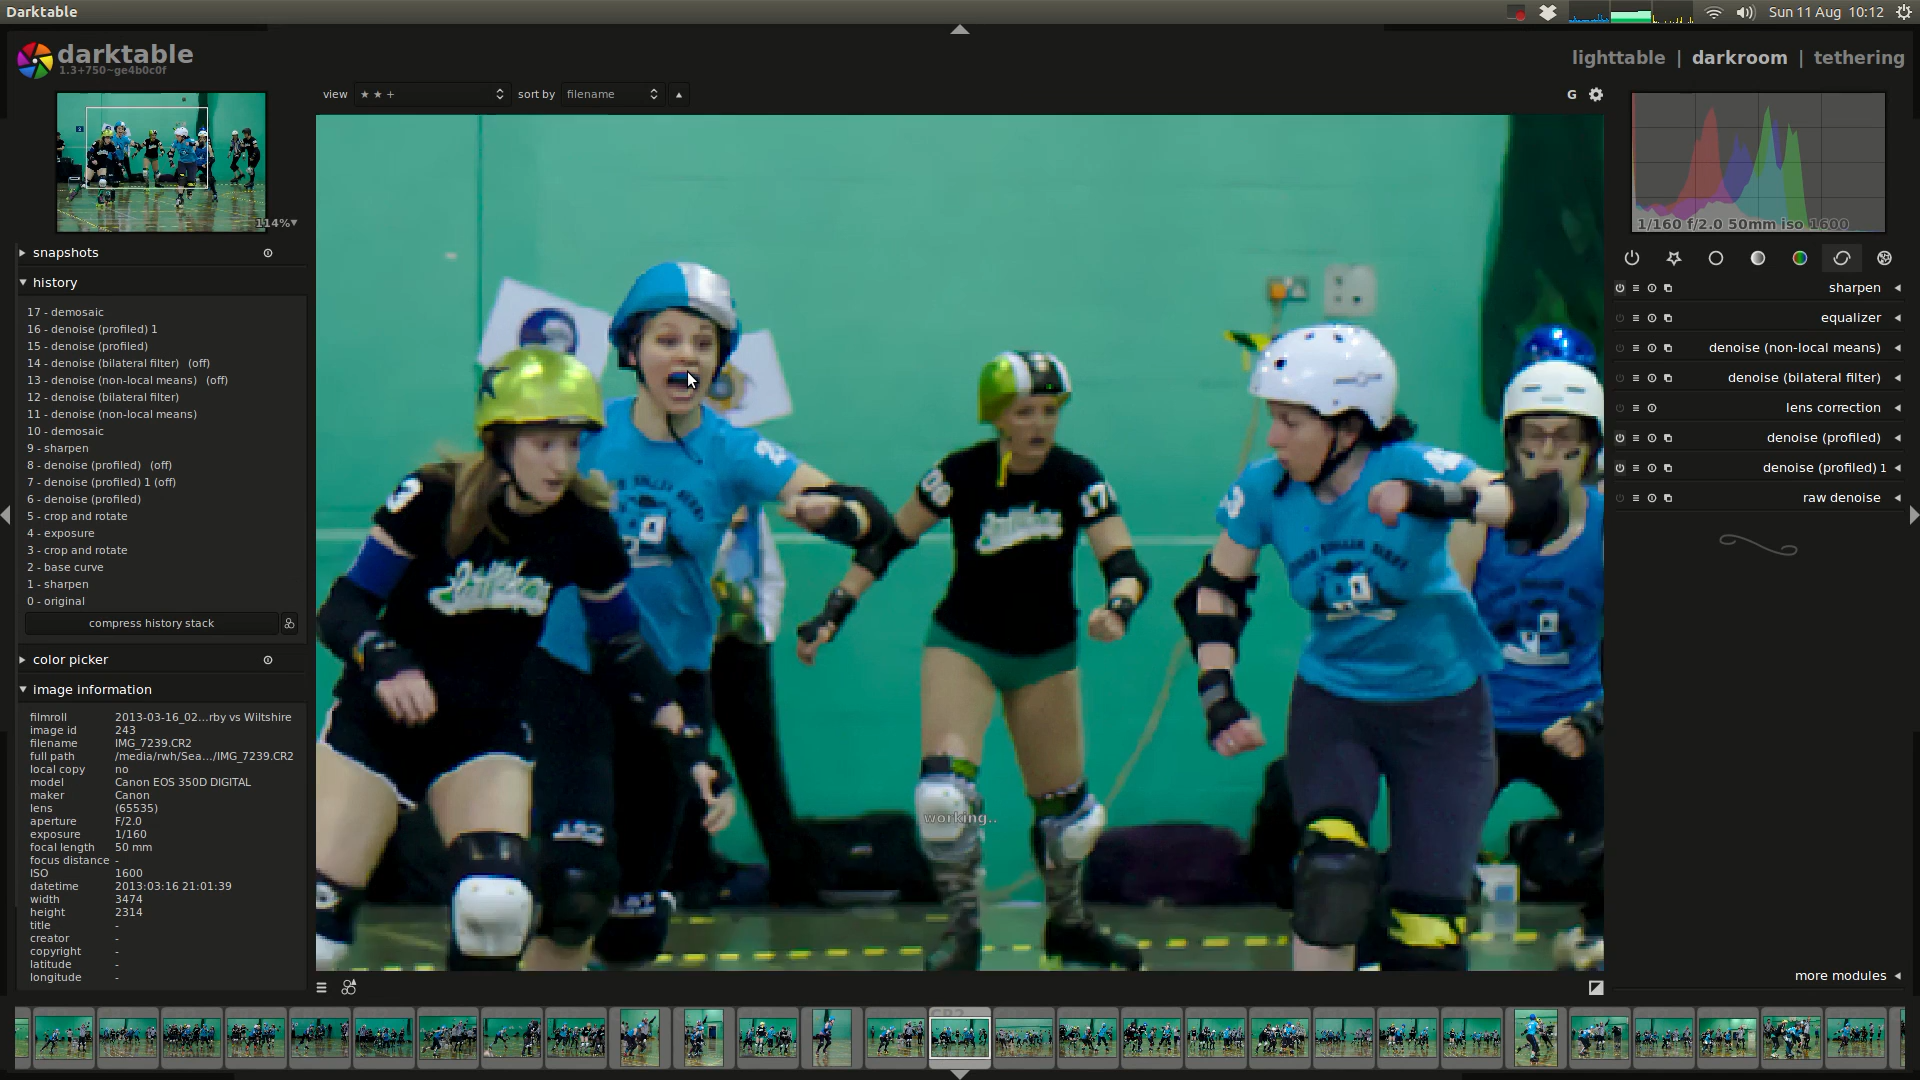 Darktable
Sun 11 Aug 10:12
darktable
1.3+750~ge4b0c0f
lighttable | darkroom | tethering
view ★ ★ + sort by filename
G
114%
1/160 f/2.0 50mm iso 1600
snapshots
history
17 - demosaic
16 - denoise (profiled) 1
15 - denoise (profiled)
14 - denoise (bilateral filter) (off)
13 - denoise (non-local means) (off)
12 - denoise (bilateral filter)
11 - denoise (non-local means)
10 - demosaic
9 - sharpen
8 - denoise (profiled) (off)
7 - denoise (profiled) 1 (off)
6 - denoise (profiled)
5 - crop and rotate
4 - exposure
3 - crop and rotate
2 - base curve
1 - sharpen
0 - original
compress history stack
color picker
image information
filmroll 2013-03-16_02...rby vs Wiltshire
image id 243
filename IMG_7239.CR2
full path /media/rwh/Sea.../IMG_7239.CR2
local copy no
model Canon EOS 350D DIGITAL
maker Canon
lens (65535)
aperture F/2.0
exposure 1/160
focal length 50 mm
focus distance -
ISO 1600
datetime 2013:03:16 21:01:39
width 3474
height 2314
title -
creator -
copyright -
latitude -
longitude -
17
working..
sharpen
equalizer
denoise (non-local means)
denoise (bilateral filter)
lens correction
denoise (profiled)
denoise (profiled) 1
raw denoise
more modules